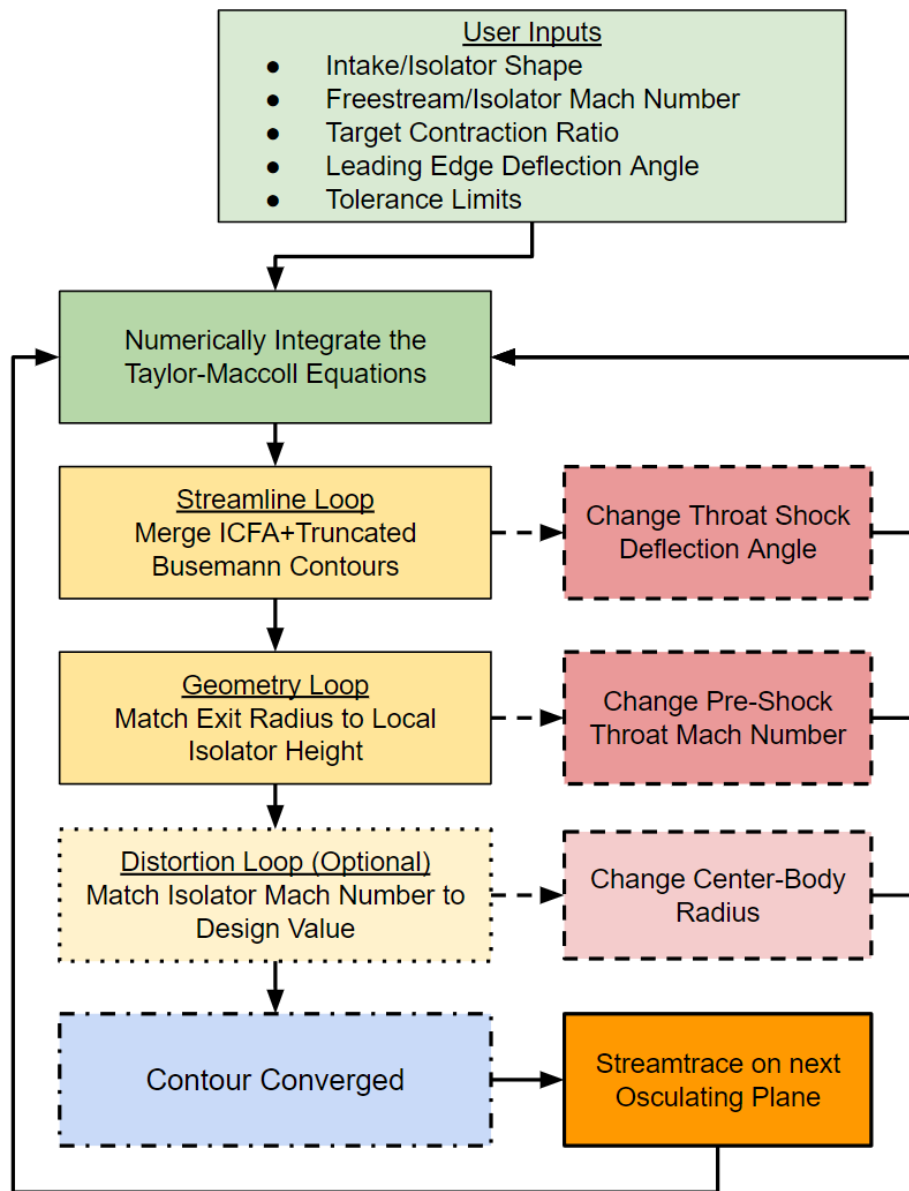 User Inputs
● Intake/Isolator Shape
● Freestream/Isolator Mach Number
● Target Contraction Ratio
● Leading Edge Deflection Angle
● Tolerance Limits
Numerically Integrate the
Taylor-Maccoll Equations
Streamline Loop
Merge ICFA+Truncated
Busemann Contours
Change Throat Shock
Deflection Angle
Geometry Loop
Match Exit Radius to Local
Isolator Height
Change Pre-Shock
Throat Mach Number
Distortion Loop (Optional)
Match Isolator Mach Number to
Design Value
Change Center-Body
Radius
Contour Converged
Streamtrace on next
Osculating Plane